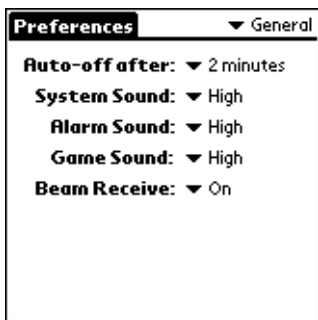 Preferences ▼ General
Auto-off after: ▼ 2 minutes
System Sound: ▼ High
Alarm Sound: ▼ High
Game Sound: ▼ High
Beam Receive: ▼ On